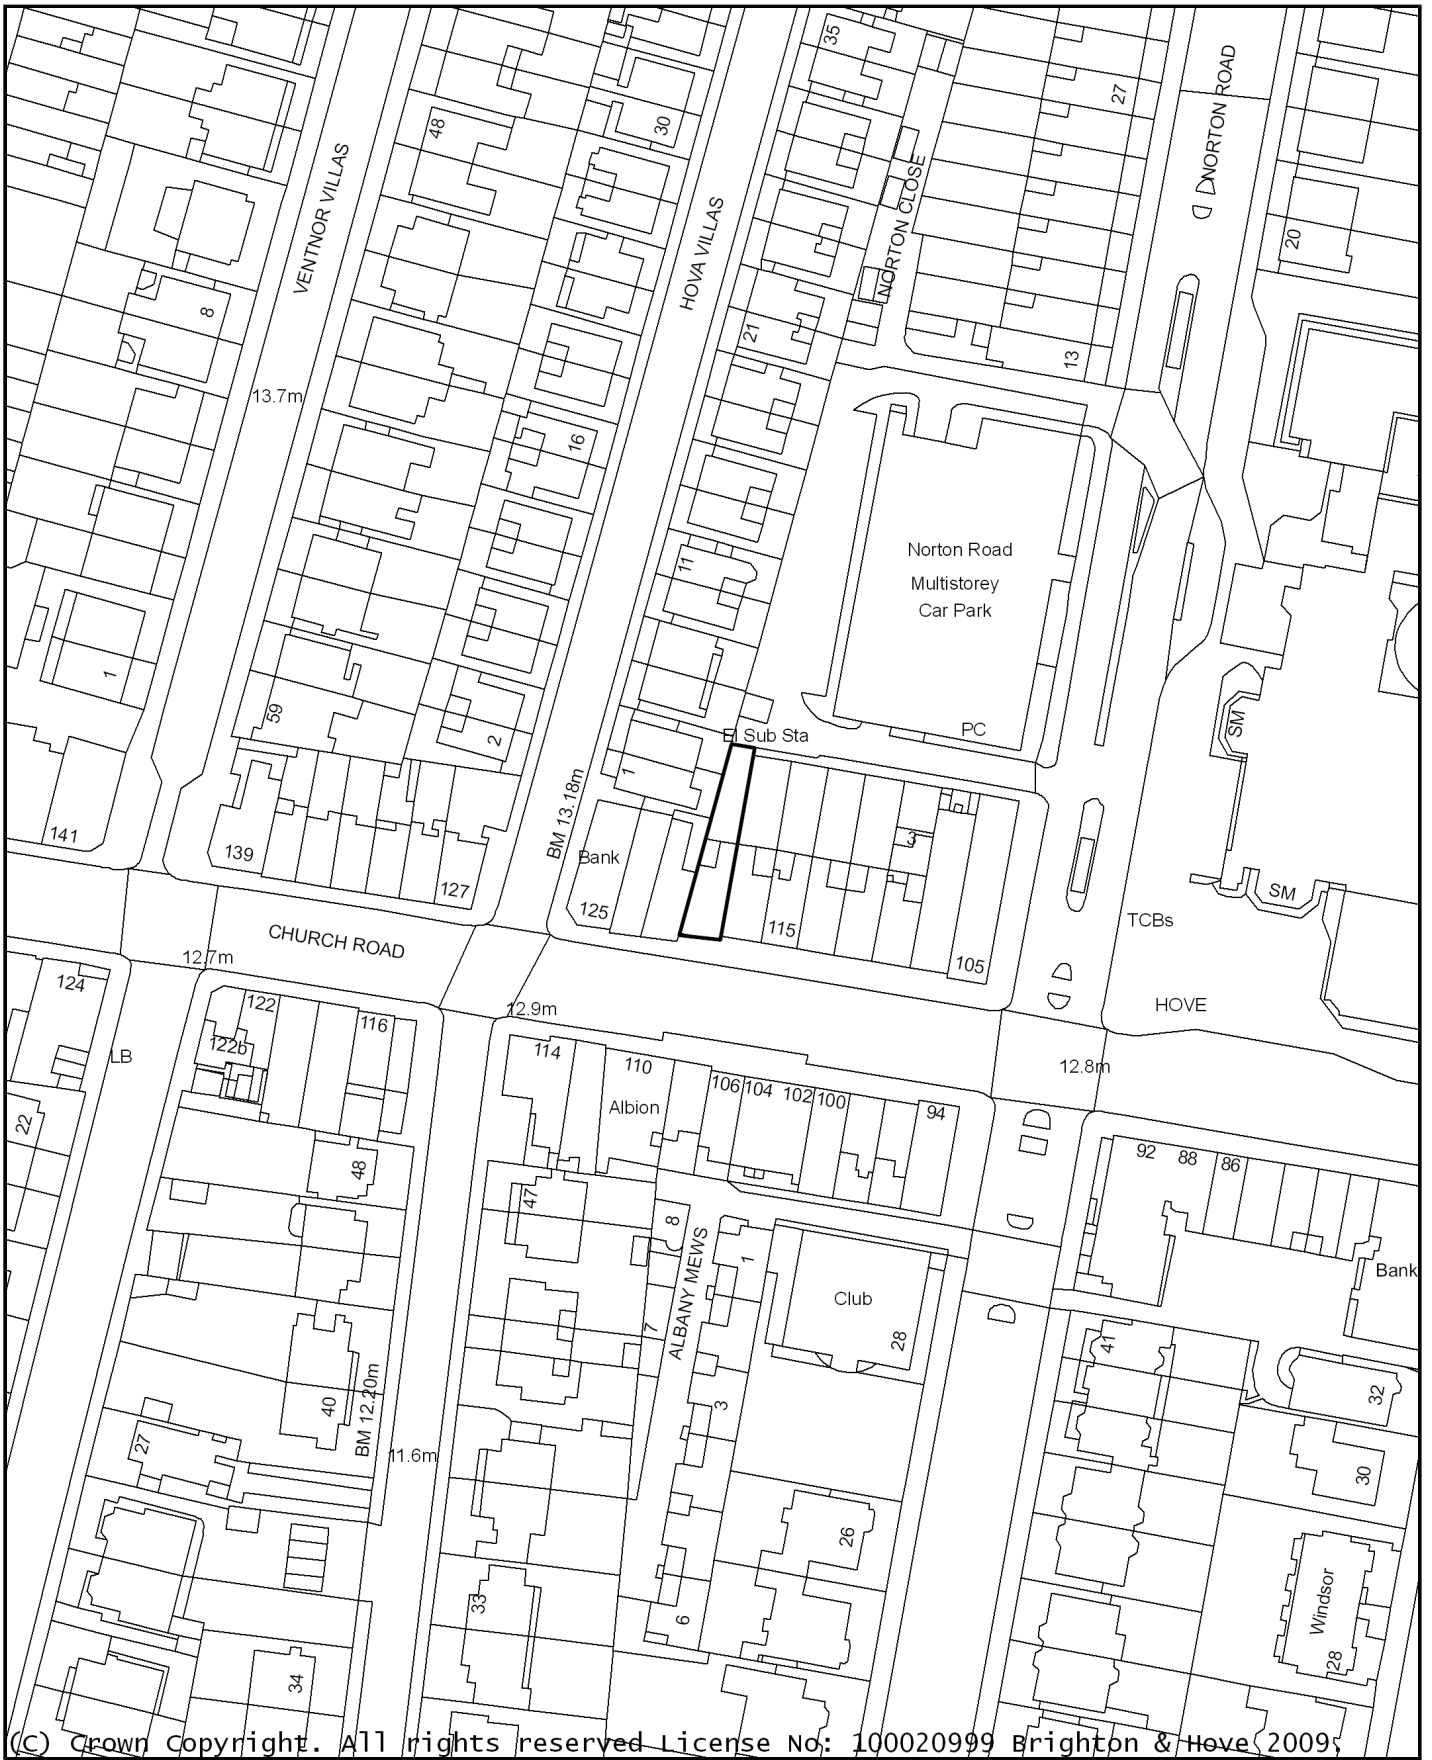 35
27
NORTON ROAD
48
30
VENTNOR VILLAS
HOVA VILLAS
NORTON CLOSE
20
8
21
13
13.7m
16
Norton Road
Multistorey
Car Park
11
1
59
2
PC
SM
El Sub Sta
1
BM 13.18m
141
139
127
Bank
125
3
115
105
SM
TCBs
CHURCH ROAD
12.7m
124
122
116
12.9m
HOVE
122b
LB
114
110
106
104
102
100
94
12.8m
Albion
22
48
47
8
92
88
86
1
ALBANY MEWS
Club
28
Bank
7
41
32
40
BM 12.20m
3
27
11.6m
30
26
33
6
Windsor
28
34
(C) Crown Copyright. All rights reserved License No: 100020999 Brighton & Hove 2009.